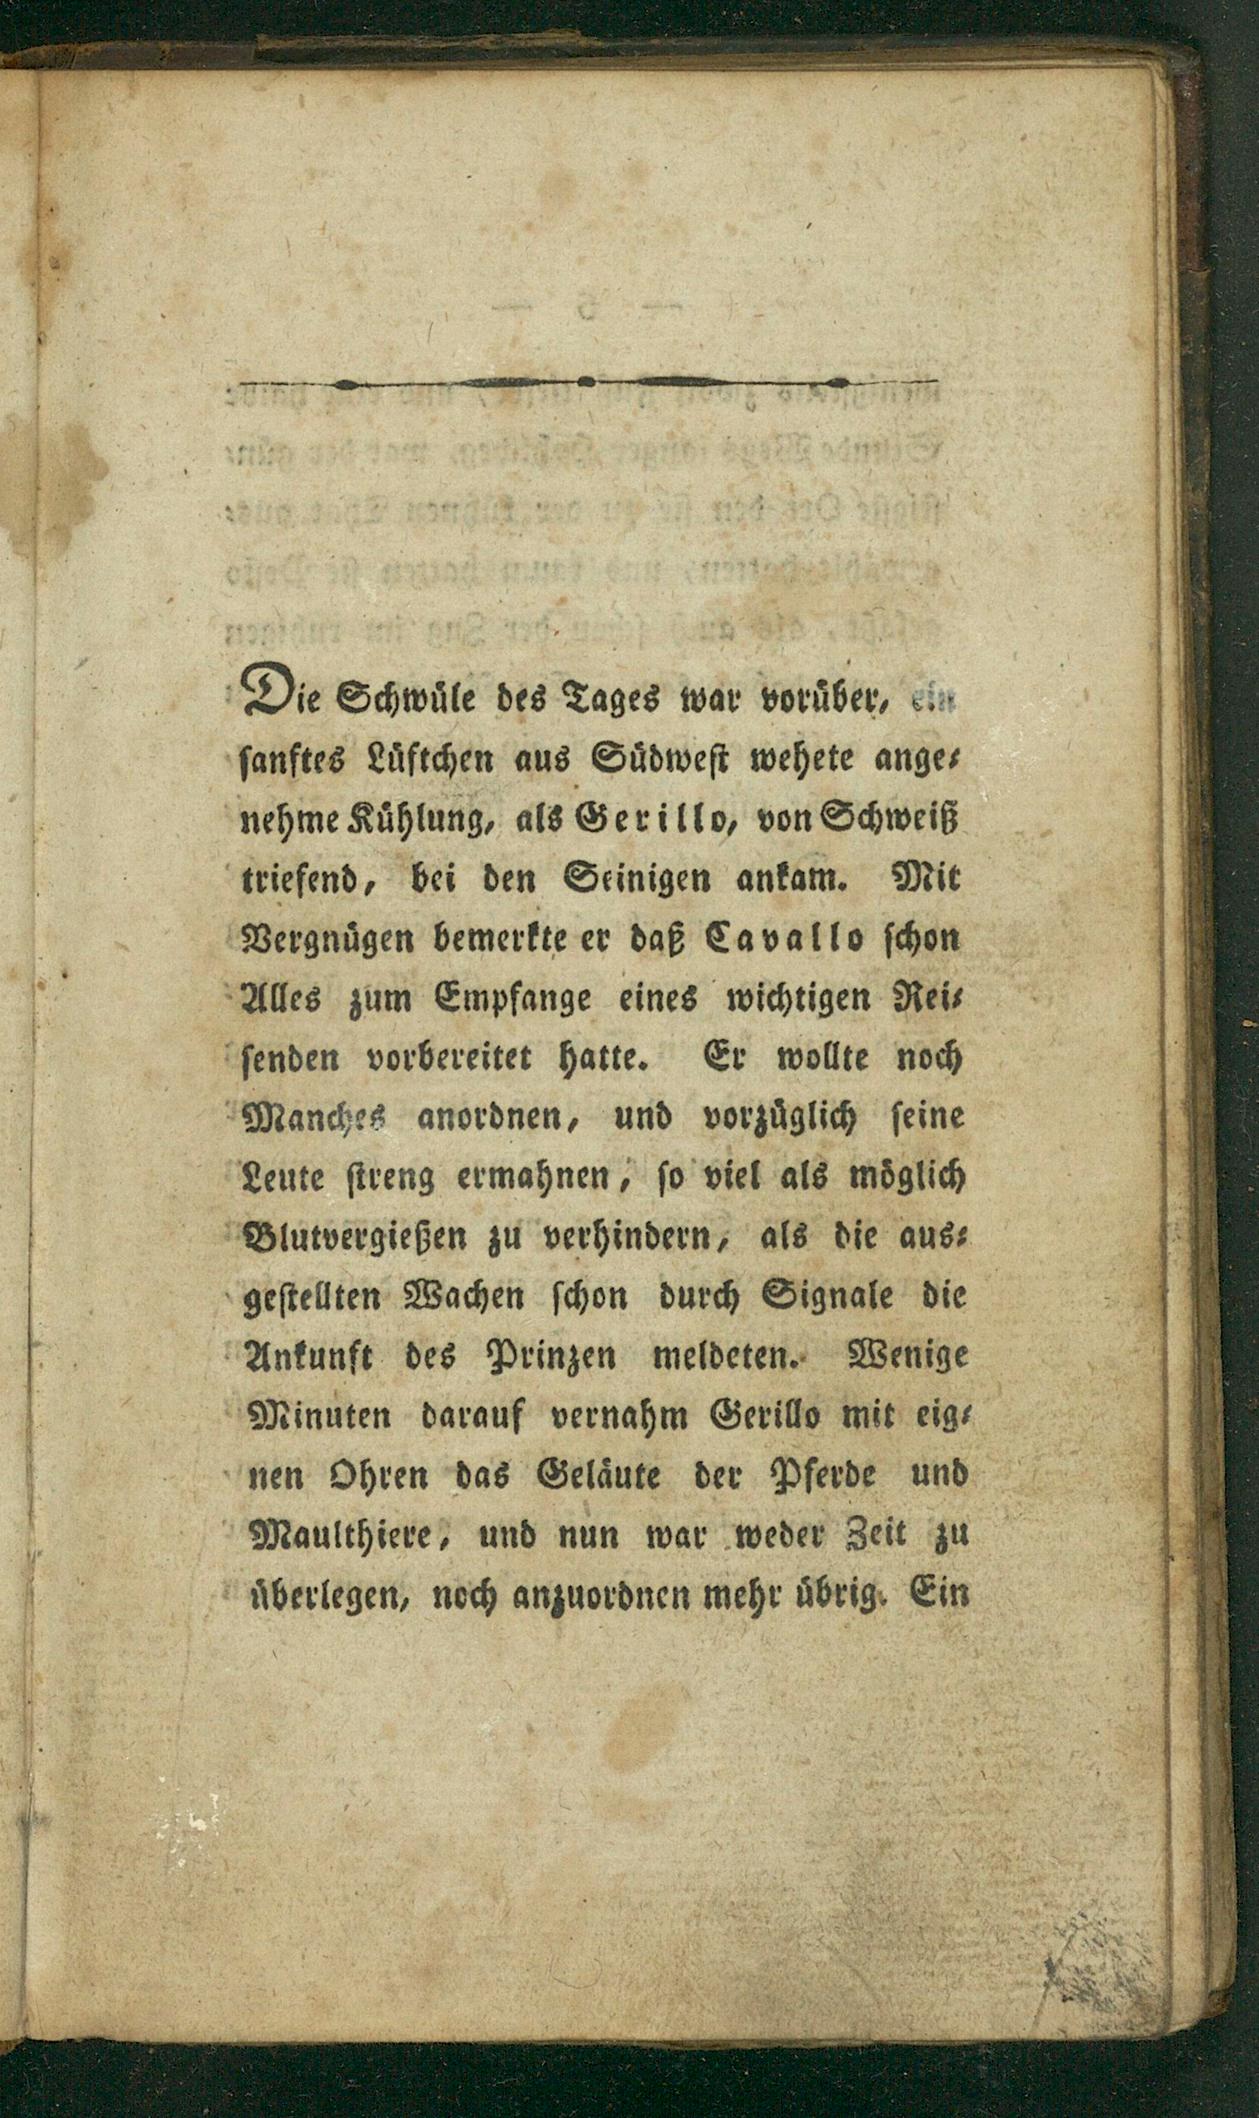 Die Schwüle des Tages war vorüber, ein
sanftes Lüftchen aus Südwest wehete ange-
nehme Kühlung, als Gerillo, von Schweiß
triefend, bei den Seinigen ankam. Mit
Vergnügen bemerkte er daß Cavallo schon
Alles zum Empfange eines wichtigen Rei-
senden vorbereitet hatte. Er wollte noch
Manches anordnen, und vorzüglich seine
Leute streng ermahnen, so viel als möglich
Blutvergießen zu verhindern, als die aus-
gestellten Wachen schon durch Signale die
Ankunft des Prinzen meldeten. Wenige
Minuten darauf vernahm Gerillo mit eig-
nen Ohren das Geläute der Pferde und
Maulthiere, und nun war weder Zeit zu
überlegen, noch anzuordnen mehr übrig. Ein